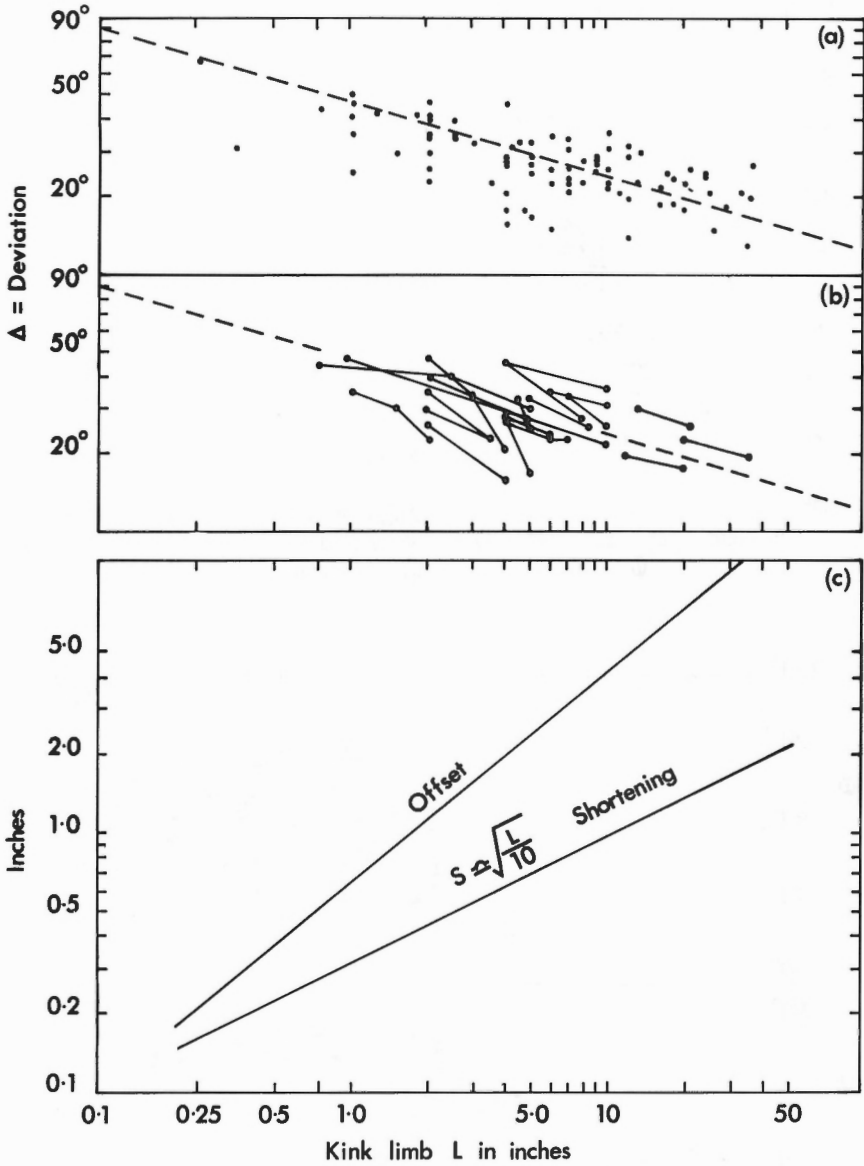 90°
(a)
50°
20°
90°
(b)
50°
20°
Δ = Deviation
(c)
5·0
2·0
1·0
0·5
0·2
0·1
Inches
Offset
Shortening
S ≏ √L/10
0·1 0·25 0·5 1·0 5·0 10 50
Kink limb L in inches